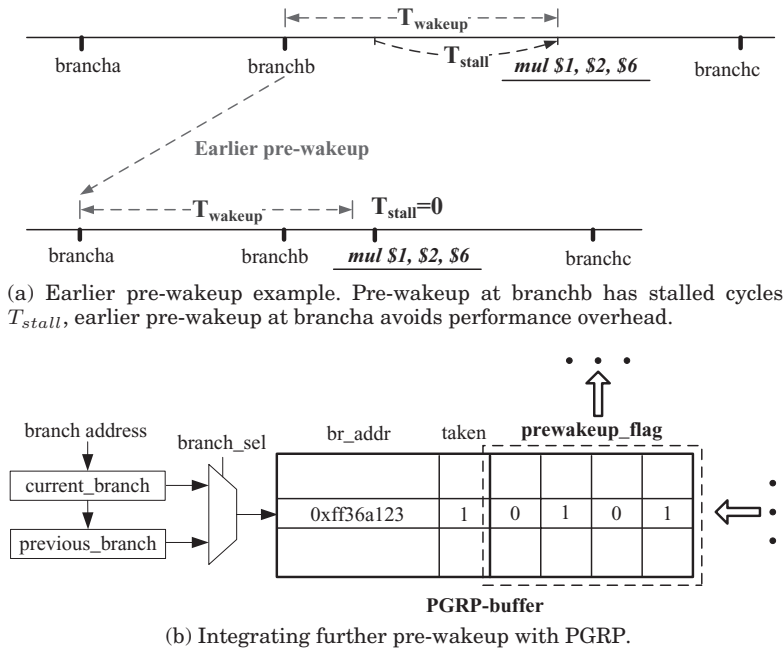 T_wakeup
brancha
branchb
T_stall
mul $1, $2, $6
branchc
Earlier pre-wakeup
T_wakeup
T_stall=0
brancha
branchb
mul $1, $2, $6
branchc
(a) Earlier pre-wakeup example. Pre-wakeup at branchb has stalled cycles
T_stall, earlier pre-wakeup at brancha avoids performance overhead.
branch address
branch_sel
br_addr
taken
prewakeup_flag
current_branch
previous_branch
0xff36a123 1 0 1 0 1
PGRP-buffer
(b) Integrating further pre-wakeup with PGRP.